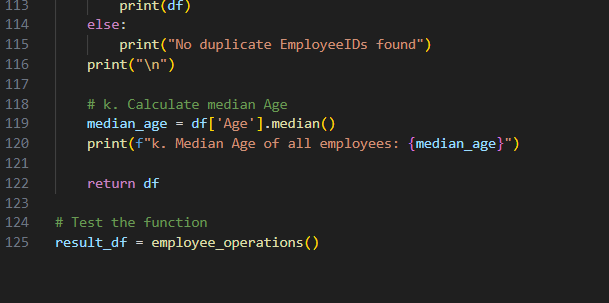 113 print(df)
114 else:
115 print("No duplicate EmployeeIDs found")
116 print("\n")
117
118 # k. Calculate median Age
119 median_age = df['Age'].median()
120 print(f"k. Median Age of all employees: {median_age}")
121
122 return df
123
124 # Test the function
125 result_df = employee_operations()